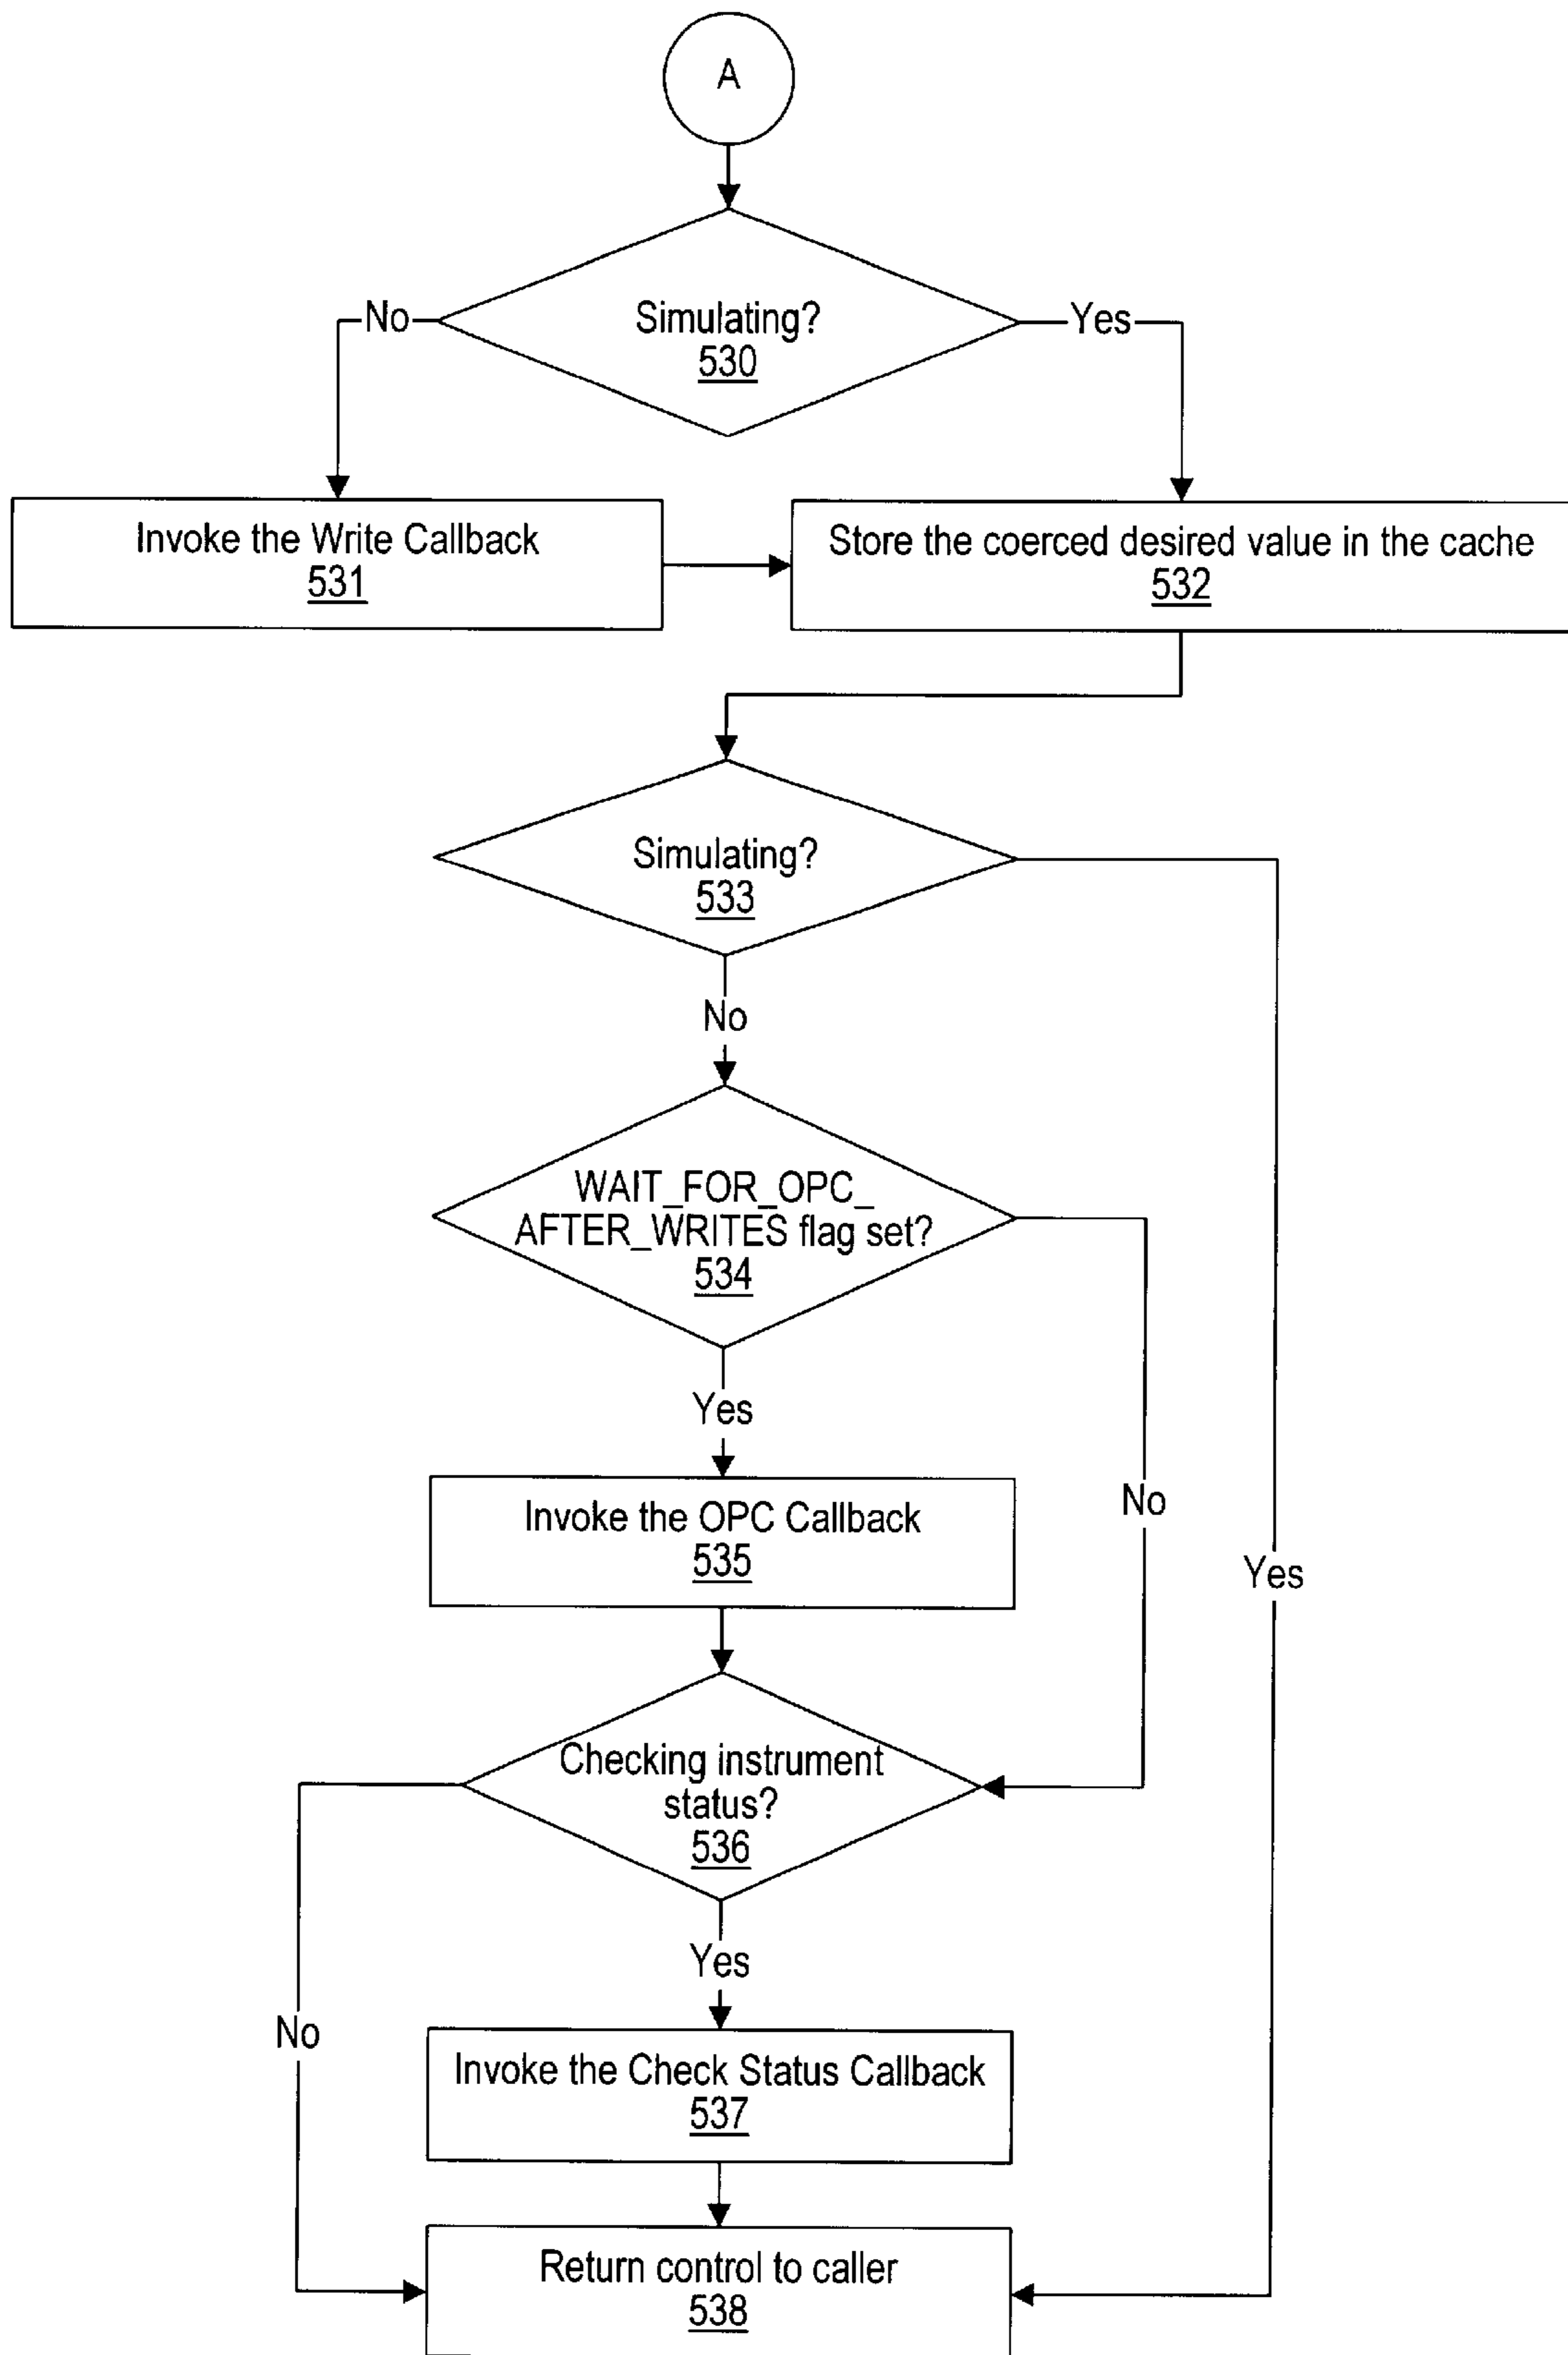 A
Simulating?
530
No
Yes
Invoke the Write Callback
531
Store the coerced desired value in the cache
532
Simulating?
533
No
WAIT_FOR_OPC_
AFTER_WRITES flag set?
534
Yes
No
Invoke the OPC Callback
535
Yes
Checking instrument
status?
536
Yes
No
Invoke the Check Status Callback
537
Return control to caller
538